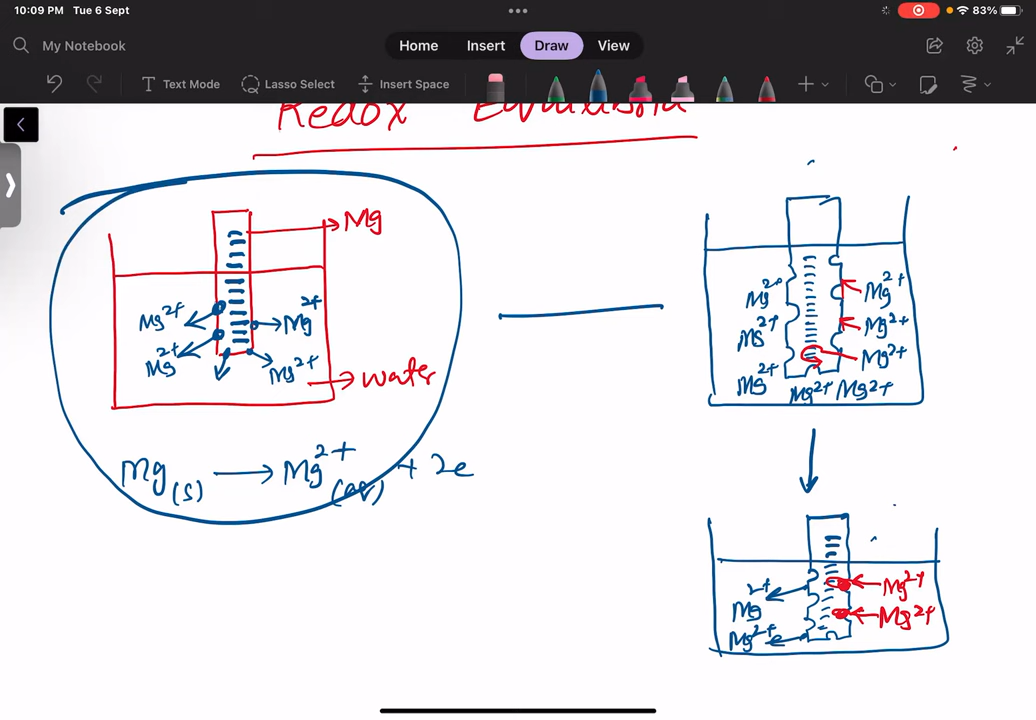 10:09 PM Tue 6 Sept
83%
My Notebook
Home Insert Draw View
Text Mode Lasso Select Insert Space
Redox Equilibria
Mg
Mg2+
Mg2+
Mg2+
Mg2+
water
Mg(s) → Mg2+(aq) + 2e
Mg2+ Mg2+
Mg2+ Mg2+
Mg2+ Mg2+
Mg2+ Mg2+
Mg2+ Mg2+
Mg2+ Mg2+